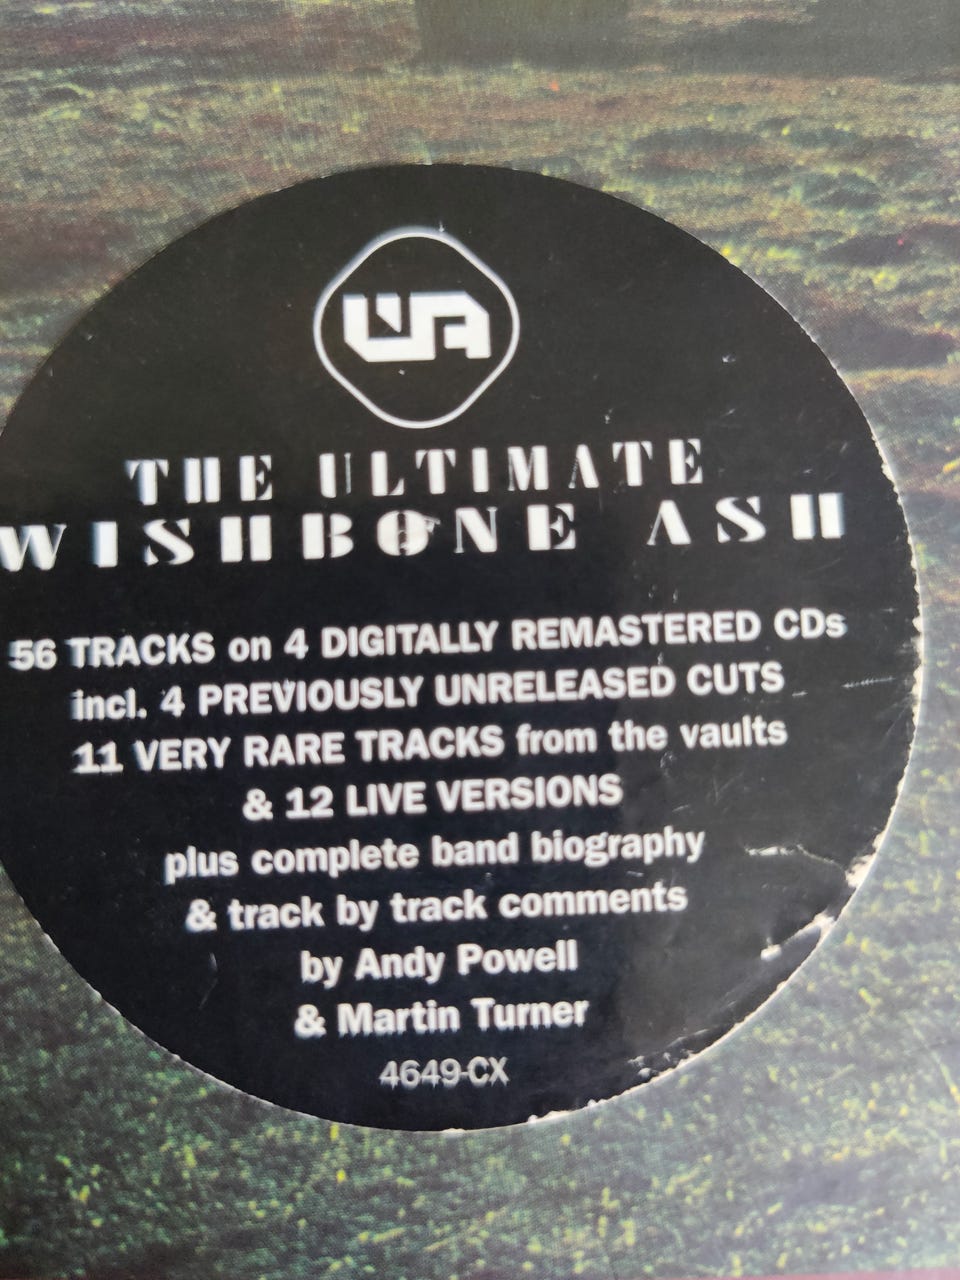 WA
THE ULTIMATE
WISHBONE ASH
56 TRACKS on 4 DIGITALLY REMASTERED CDs
incl. 4 PREVIOUSLY UNRELEASED CUTS
11 VERY RARE TRACKS from the vaults
& 12 LIVE VERSIONS
plus complete band biography
& track by track comments
by Andy Powell
& Martin Turner
4649-CX